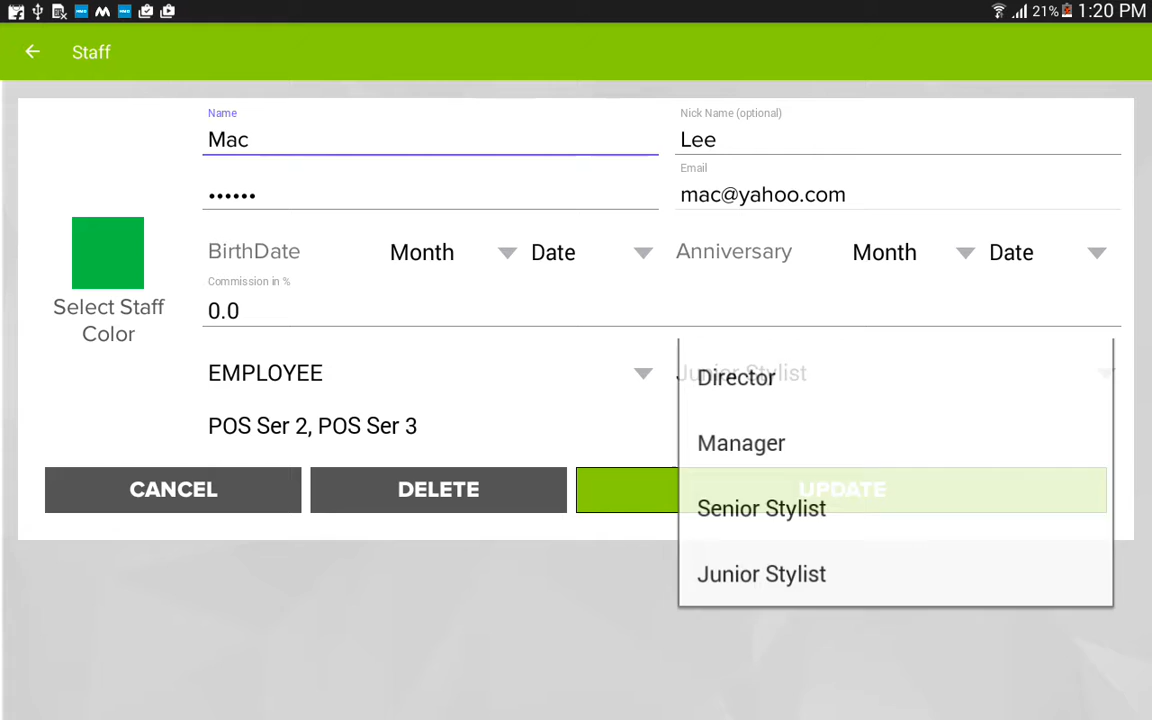 21% 1:20 PM
Staff
Name
Mac
Nick Name (optional)
Lee
••••••
Email
mac@yahoo.com
BirthDate Month Date Anniversary Month Date
Commission in %
0.0
Select Staff
Color
EMPLOYEE
Junior Stylist
Director
POS Ser 2, POS Ser 3
Manager
CANCEL DELETE UPDATE
Senior Stylist
Junior Stylist